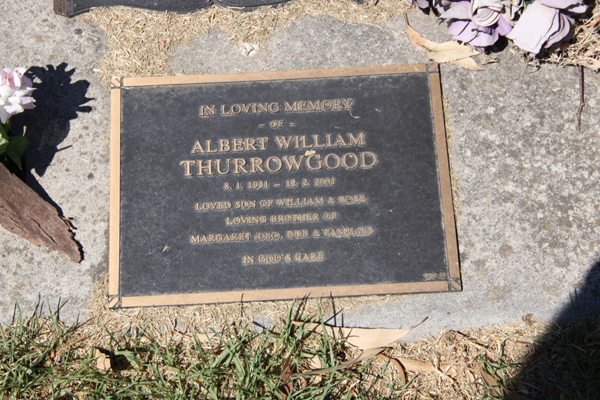 IN LOVING MEMORY
- OF -
ALBERT WILLIAM
THURROWGOOD
8. 1. 1931 - 12. 2. 2001
LOVED SON OF WILLIAM & ROSE
LOVING BROTHER OF
MARGARET (DEC), BOB & FAMILIES
IN GOD'S CARE